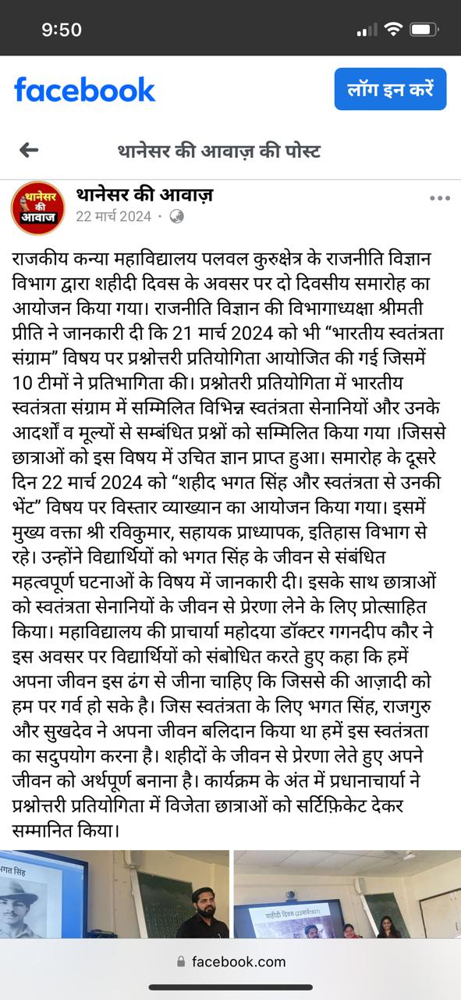 9:50
facebook
लॉग इन करें
थानेसर की आवाज़ की पोस्ट
थानेसर
की
आवाज
थानेसर की आवाज़
22 मार्च 2024 ·
राजकीय कन्या महाविद्यालय पलवल कुरुक्षेत्र के राजनीति विज्ञान
विभाग द्वारा शहीदी दिवस के अवसर पर दो दिवसीय समारोह का
आयोजन किया गया। राजनीति विज्ञान की विभागाध्यक्षा श्रीमती
प्रीति ने जानकारी दी कि 21 मार्च 2024 को भी “भारतीय स्वतंत्रता
संग्राम” विषय पर प्रश्नोत्तरी प्रतियोगिता आयोजित की गई जिसमें
10 टीमों ने प्रतिभागिता की। प्रश्नोतरी प्रतियोगिता में भारतीय
स्वतंत्रता संग्राम में सम्मिलित विभिन्न स्वतंत्रता सेनानियों और उनके
आदर्शों व मूल्यों से सम्बंधित प्रश्नों को सम्मिलित किया गया ।जिससे
छात्राओं को इस विषय में उचित ज्ञान प्राप्त हुआ। समारोह के दूसरे
दिन 22 मार्च 2024 को “शहीद भगत सिंह और स्वतंत्रता से उनकी
भेंट” विषय पर विस्तार व्याख्यान का आयोजन किया गया। इसमें
मुख्य वक्ता श्री रविकुमार, सहायक प्राध्यापक, इतिहास विभाग से
रहे। उन्होंने विद्यार्थियों को भगत सिंह के जीवन से संबंधित
महत्वपूर्ण घटनाओं के विषय में जानकारी दी। इसके साथ छात्राओं
को स्वतंत्रता सेनानियों के जीवन से प्रेरणा लेने के लिए प्रोत्साहित
किया। महाविद्यालय की प्राचार्या महोदया डॉक्टर गगनदीप कौर ने
इस अवसर पर विद्यार्थियों को संबोधित करते हुए कहा कि हमें
अपना जीवन इस ढंग से जीना चाहिए कि जिससे की आज़ादी को
हम पर गर्व हो सके है। जिस स्वतंत्रता के लिए भगत सिंह, राजगुरु
और सुखदेव ने अपना जीवन बलिदान किया था हमें इस स्वतंत्रता
का सदुपयोग करना है। शहीदों के जीवन से प्रेरणा लेते हुए अपने
जीवन को अर्थपूर्ण बनाना है। कार्यक्रम के अंत में प्रधानाचार्या ने
प्रश्नोत्तरी प्रतियोगिता में विजेता छात्राओं को सर्टिफ़िकेट देकर
सम्मानित किया।
भगत सिंह
शहीदी दिवस (23मार्च1931)
facebook.com